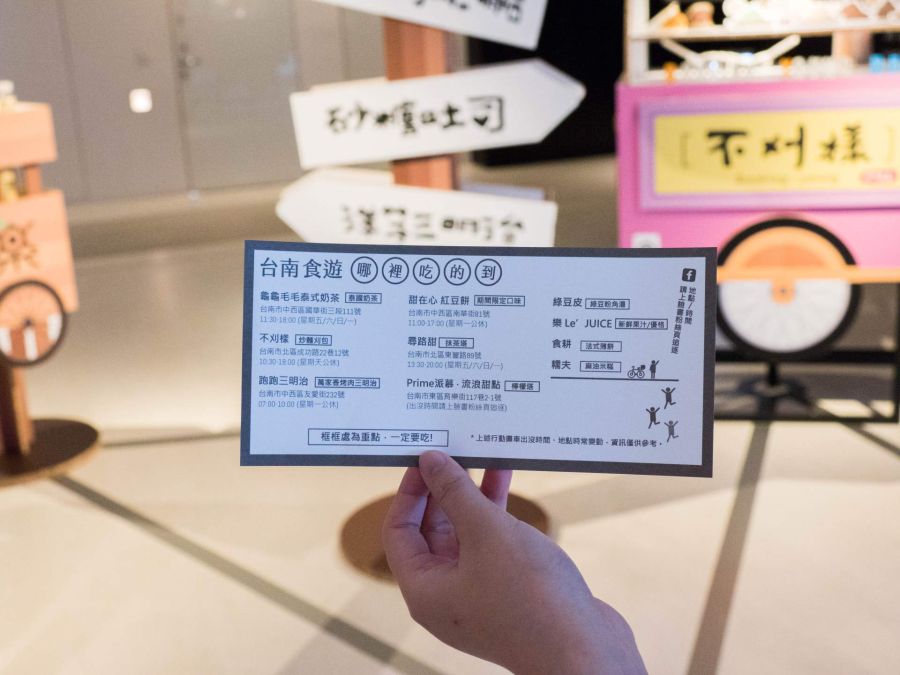 吐司
[不刈樣]
台南食遊 哪裡吃的到
龜龜毛毛泰式奶茶 泰國奶茶
台南市中西區國華街三段111號
11:30-18:00 (星期五/六/日/一)
不刈樣 炒麵刈包
台南市北區成功路22巷12號
10:30-19:00 (星期天公休)
跑跑三明治 萬家香烤肉三明治
台南市中西區友愛街232號
07:00-10:00 (星期一公休)
甜在心 紅豆餅 期間限定口味
台南市中西區南華街81號
11:00-17:00 (星期一公休)
尋路甜 抹茶塔
台南市北區東豐路89號
13:30-20:00 (星期五/六/日/一)
Prime派慕．流浪甜點 檸檬塔
台南市東區育樂街117巷2-1號
(出沒時間請上臉書粉絲頁追逐)
綠豆皮 綠豆粉角湯
樂 Le’ JUICE 新鮮果汁/優格
食耕 法式薄餅
糯夫 麻油米糕
地點/時間
請上臉書粉絲頁追逐
框框處為重點，一定要吃!
*上述行動攤車出沒時間、地點時常變動，資訊僅供參考。